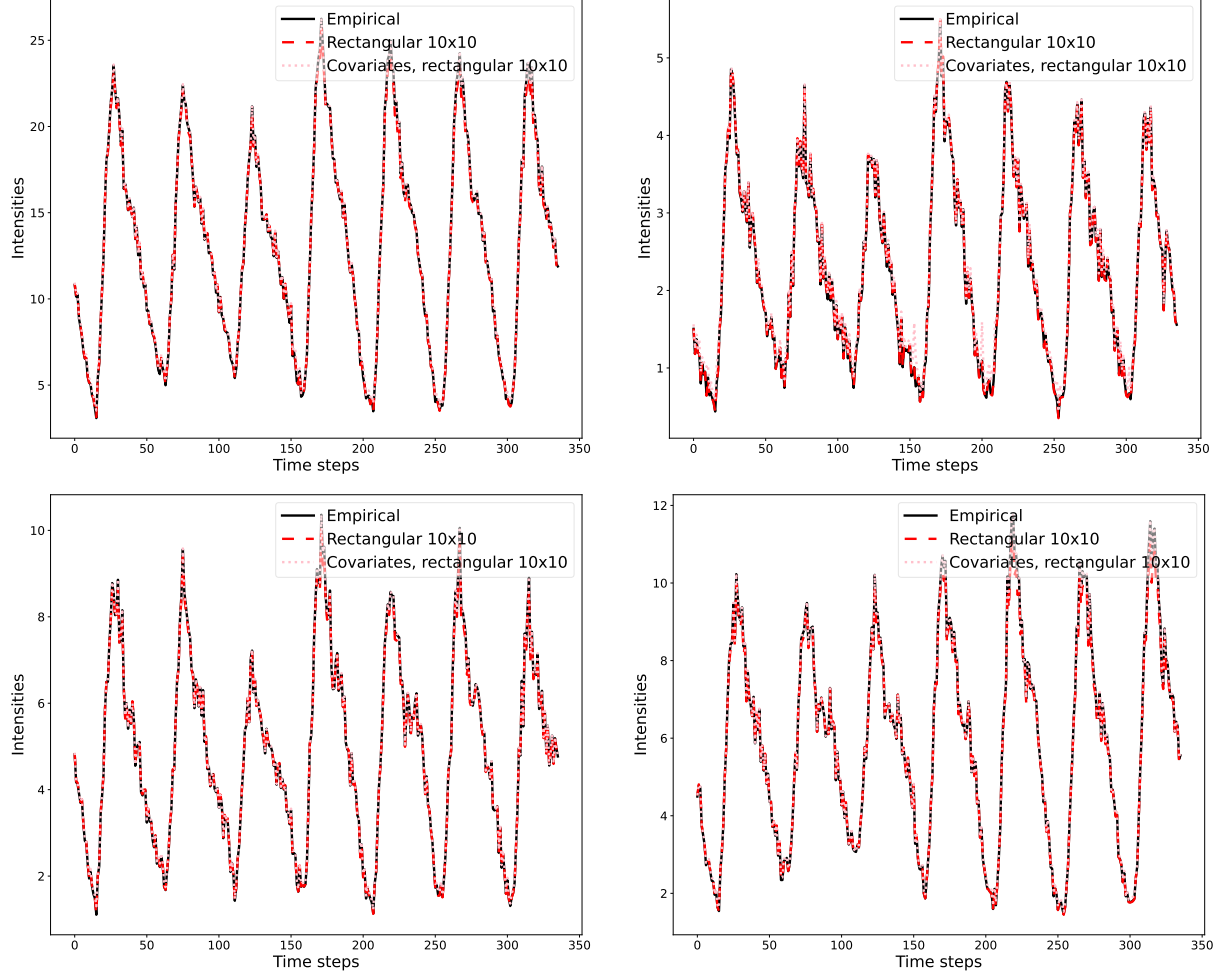 Empirical
Rectangular 10x10
Covariates, rectangular 10x10
Intensities
25
20
15
10
5
0 50 100 150 200 250 300 350
Time steps
Empirical
Rectangular 10x10
Covariates, rectangular 10x10
Intensities
5
4
3
2
1
0 50 100 150 200 250 300 350
Time steps
Empirical
Rectangular 10x10
Covariates, rectangular 10x10
Intensities
10
8
6
4
2
0 50 100 150 200 250 300 350
Time steps
Empirical
Rectangular 10x10
Covariates, rectangular 10x10
Intensities
12
10
8
6
4
2
0 50 100 150 200 250 300 350
Time steps